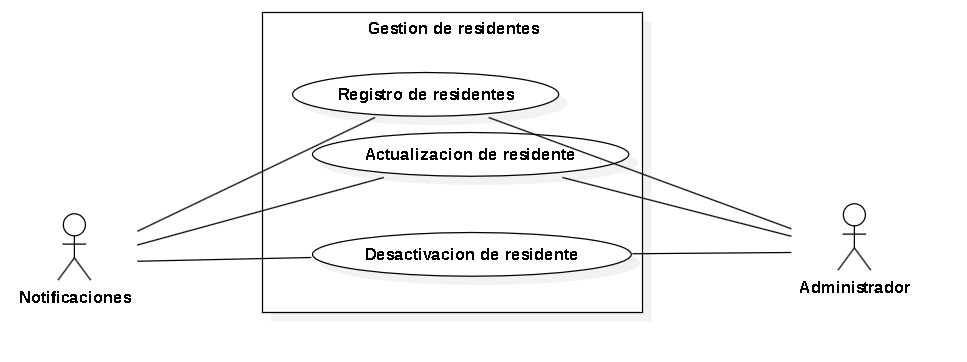 Gestion de residentes
Registro de residentes
Actualizacion de residente
Desactivacion de residente
Notificaciones
Administrador